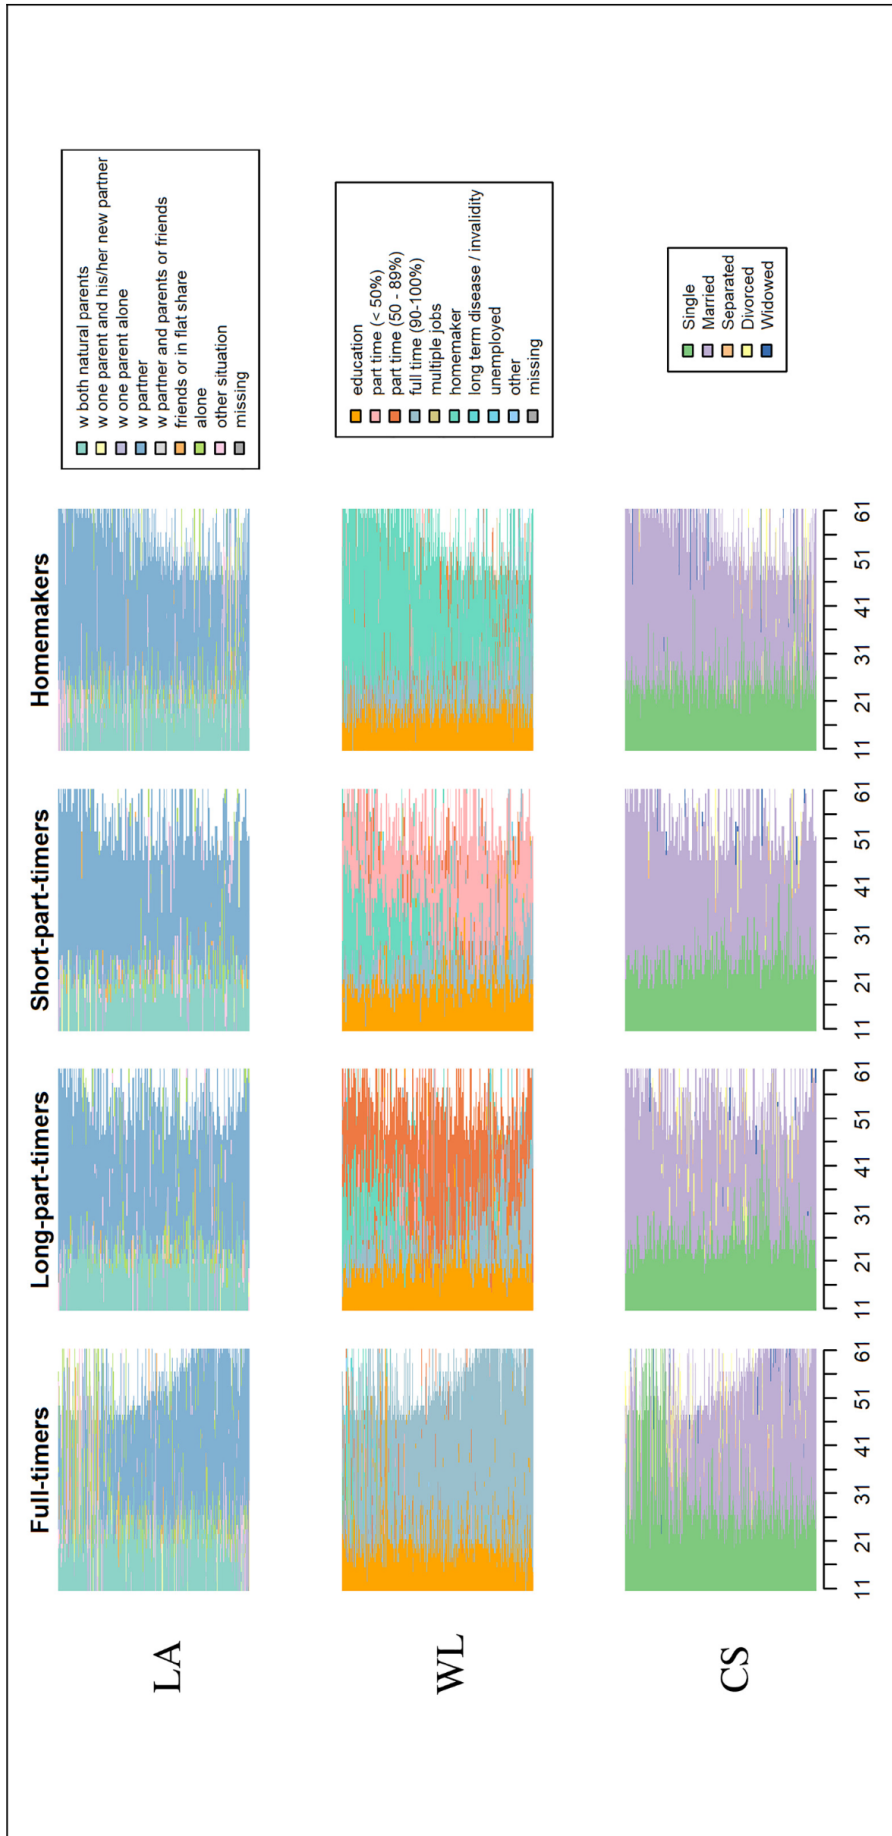 Full-timers
Long-part-timers
Short-part-timers
Homemakers
LA
w both natural parents
w one parent and his/her new partner
w one parent alone
w partner
w partner and parents or friends
friends or in flat share
alone
other situation
missing
WL
education
part time (< 50%)
part time (50 - 89%)
full time (90-100%)
multiple jobs
homemaker
long term disease / invalidity
unemployed
other
missing
CS
Single
Married
Separated
Divorced
Widowed
11 21 31 41 51 61
11 21 31 41 51 61
11 21 31 41 51 61
11 21 31 41 51 61